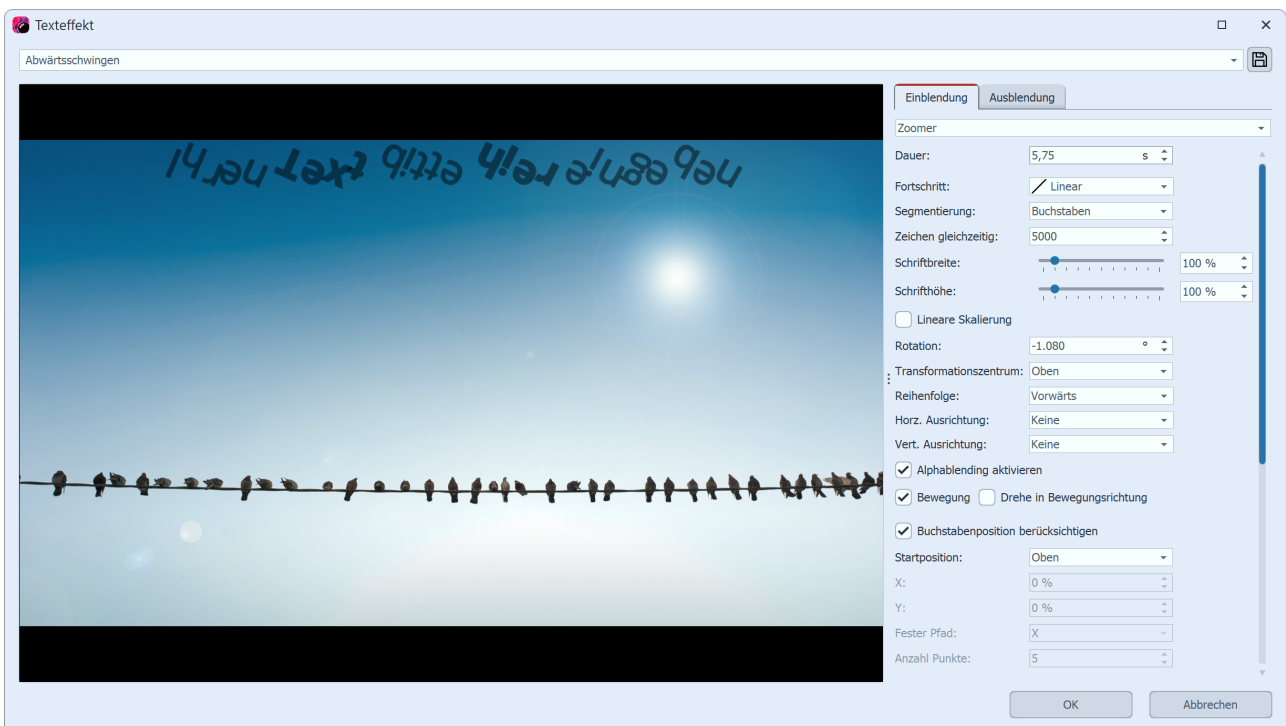 Texteffekt
Abwärtsschwingen
Einblendung Ausblendung
Zoomer
Dauer: 5,75 s
Fortschritt: Linear
Segmentierung: Buchstaben
Zeichen gleichzeitig: 5000
Schriftbreite: 100 %
Schrifthöhe: 100 %
Lineare Skalierung
Rotation: -1.080 °
Transformationszentrum: Oben
Reihenfolge: Vorwärts
Horz. Ausrichtung: Keine
Vert. Ausrichtung: Keine
Alphablending aktivieren
Bewegung Drehe in Bewegungsrichtung
Buchstabenposition berücksichtigen
Startposition: Oben
X: 0 %
Y: 0 %
Fester Pfad: X
Anzahl Punkte: 5
OK Abbrechen